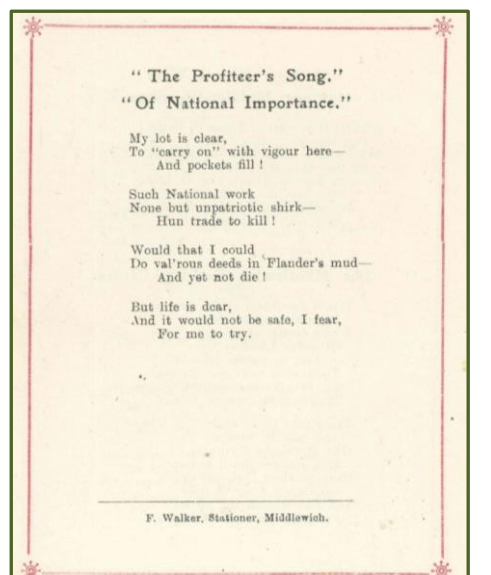 “ The Profiteer's Song.”
“ Of National Importance.”
My lot is clear,
To “carry on” with vigour here—
And pockets fill !
Such National work
None but unpatriotic shirk—
Hun trade to kill !
Would that I could
Do val'rous deeds in Flander's mud—
And yet not die !
But life is dear,
And it would not be safe, I fear,
For me to try.
F. Walker, Stationer, Middlewich.